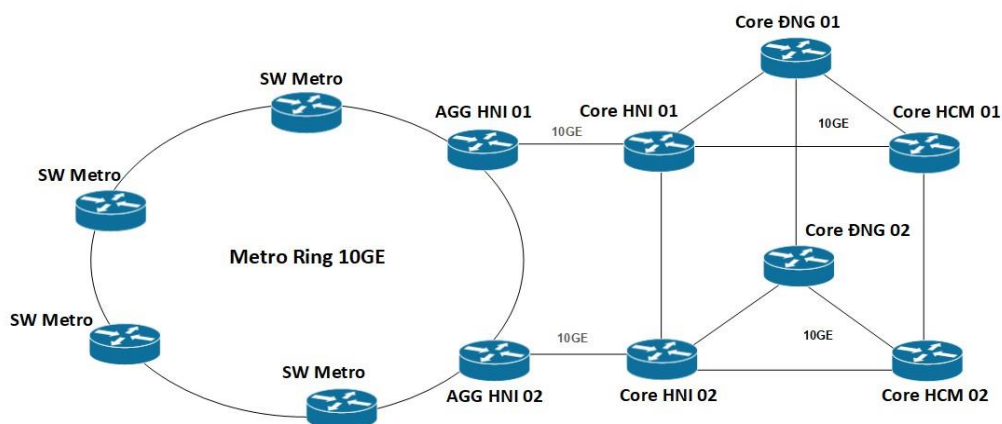 Core ĐNG 01
SW Metro
AGG HNI 01
Core HNI 01
Core HCM 01
10GE
10GE
SW Metro
Metro Ring 10GE
Core ĐNG 02
SW Metro
10GE
10GE
SW Metro
AGG HNI 02
Core HNI 02
Core HCM 02